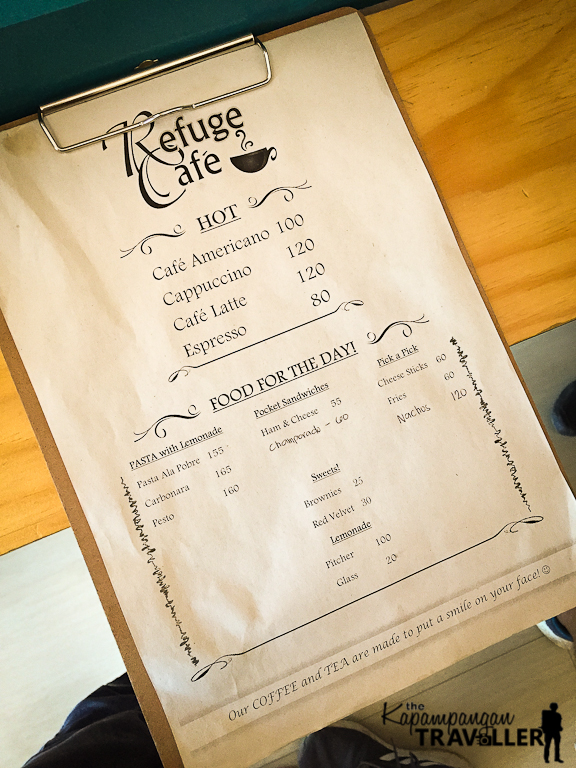 Refuge
Café
HOT
Café Americano 100
Cappuccino 120
Café Latte 120
Espresso 80
FOOD FOR THE DAY!
PASTA with Lemonade
Pasta Ala Pobre 155
Carbonara 165
Pesto 160
Pocket Sandwiches
Ham & Cheese 55
Champorado - 60
Pick a Pick
Cheese Sticks 60
Fries 60
Nachos 120
Sweets!
Brownies 25
Red Velvet 30
Lemonade
Pitcher 100
Glass 20
Our COFFEE and TEA are made to put a smile on your face! ☺
the
Kapampangan
TRAVELLER